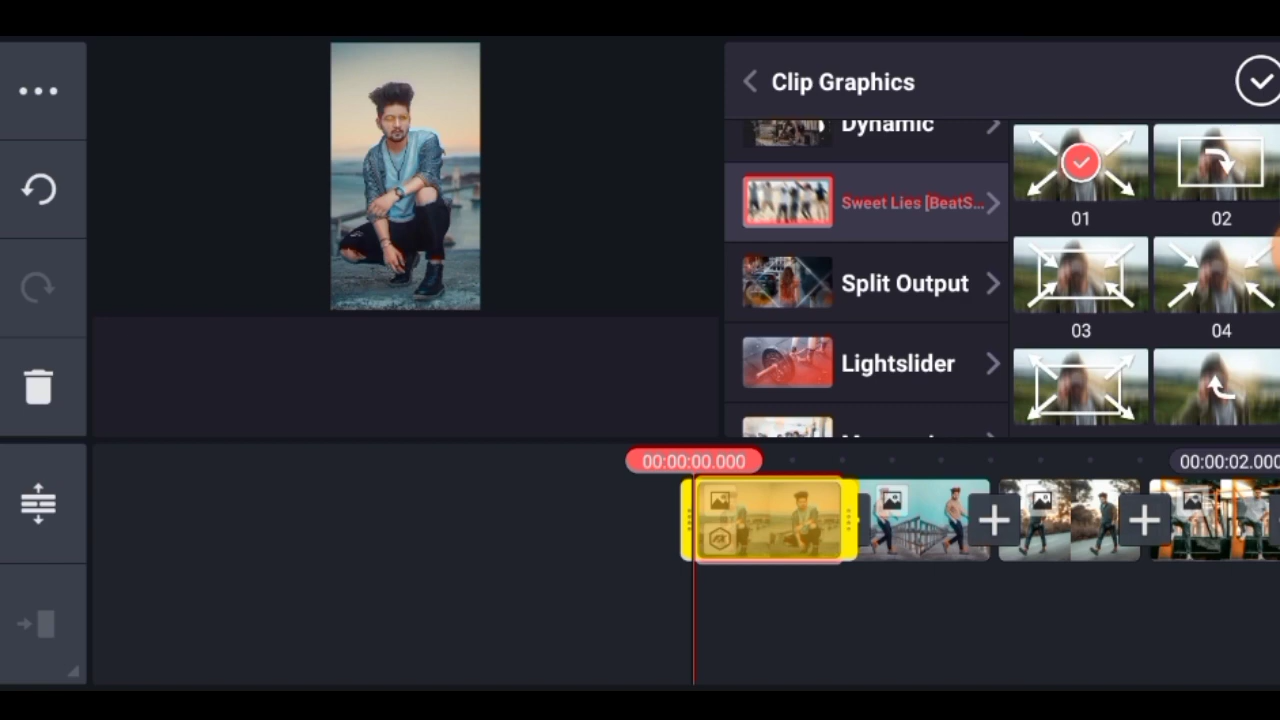 Clip Graphics
Dynamic
Sweet Lies [BeatS...
Split Output
Lightslider
01
02
03
04
00:00:00.000
00:00:02.000